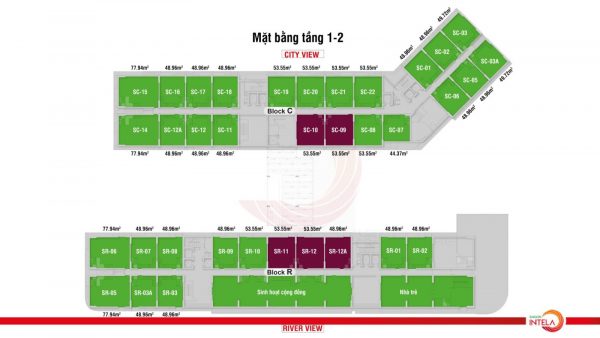 Mặt bằng tầng 1-2
CITY VIEW
49.72m²
48.96m²
48.96m²
SC-03
SC-02
SC-01
SC-03A
SC-05
SC-06
49.72m²
48.96m²
48.96m²
77.94m² 48.96m² 48.96m² 48.96m² 53.55m² 53.55m² 53.55m² 53.55m²
SC-15 SC-16 SC-17 SC-18 SC-19 SC-20 SC-21 SC-22
Block C
SC-14 SC-12A SC-12 SC-11 SC-10 SC-09 SC-08 SC-07
77.94m² 48.96m² 48.96m² 48.96m² 53.55m² 53.55m² 53.55m² 44.37m²
77.94m² 48.96m² 48.96m² 48.96m² 53.55m² 53.55m² 53.55m² 48.96m² 48.96m² 48.96m²
SR-06 SR-07 SR-08 SR-09 SR-10 SR-11 SR-12 SR-12A SR-01 SR-02
Block R
SR-05 SR-03A SR-03 Sinh hoạt cộng đồng Nhà trẻ
77.94m² 48.96m² 48.96m²
RIVER VIEW
SAIGON
INTELA